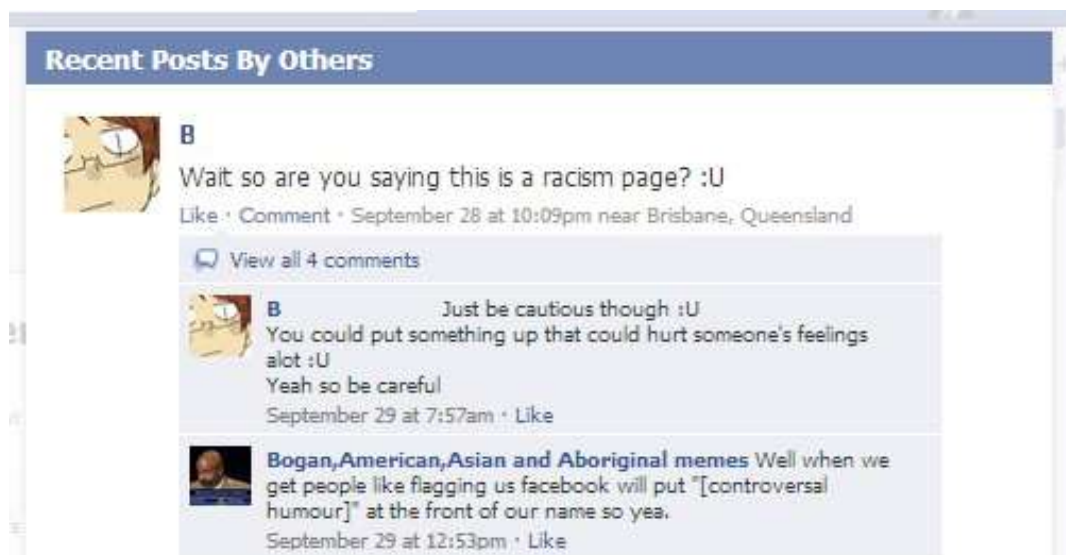 Recent Posts By Others
B
Wait so are you saying this is a racism page? :U
Like · Comment · September 28 at 10:09pm near Brisbane, Queensland
View all 4 comments
B Just be cautious though :U
You could put something up that could hurt someone's feelings
alot :U
Yeah so be careful
September 29 at 7:57am · Like
Bogan,American,Asian and Aboriginal memes Well when we
get people like flagging us facebook will put "[controversal
humour]" at the front of our name so yea.
September 29 at 12:53pm · Like